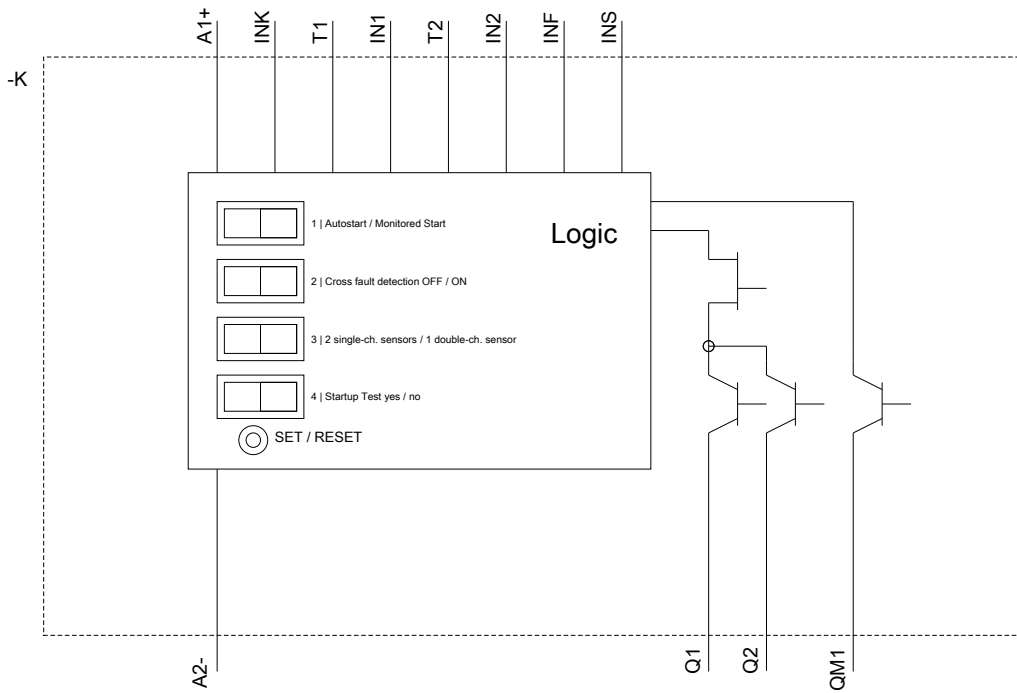 A1+
INK
T1
IN1
T2
IN2
INF
INS
-K
1 | Autostart / Monitored Start
Logic
2 | Cross fault detection OFF / ON
3 | 2 single-ch. sensors / 1 double-ch. sensor
4 | Startup Test yes / no
SET / RESET
A2-
Q1
Q2
QM1